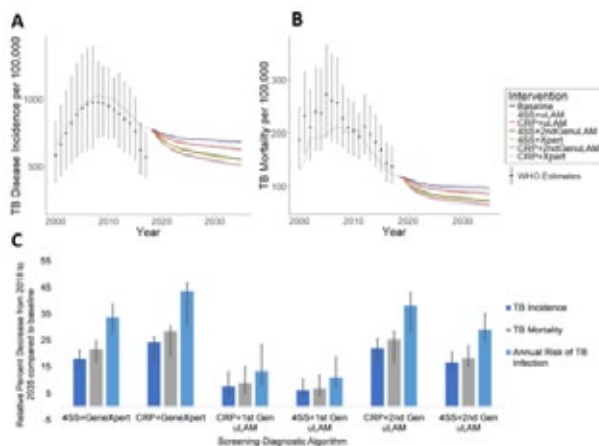 A
B
TB Disease Incidence per 100,000
1000
500
2000
2010
2020
2030
Year
TB Mortality per 100,000
300
200
100
2000
2010
2020
2030
Year
Intervention
Baseline
4SS+uLAM
CRP+uLAM
4SS+2ndGenuLAM
4SS+Xpert
CRP+2ndGenuLAM
CRP+Xpert
WHO Estimates
C
Relative Percent Decrease from 2018 to
2035 compared to baseline
55
45
35
25
15
5
-5
4SS+GeneXpert
CRP+GeneXpert
CRP+1st Gen
uLAM
4SS+1st Gen
uLAM
CRP+2nd Gen
uLAM
4SS+2nd Gen
uLAM
Screening-Diagnostic Algorithm
TB Incidence
TB Mortality
Annual Risk of TB
Infection